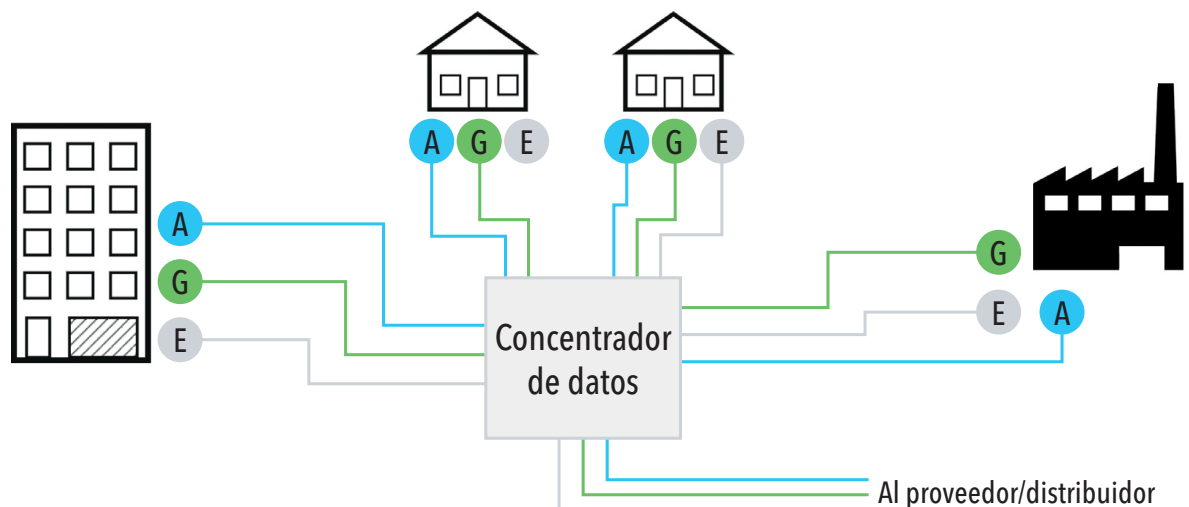 A G E
A G E
A
G
E
G
E A
Concentrador
de datos
Al proveedor/distribuidor